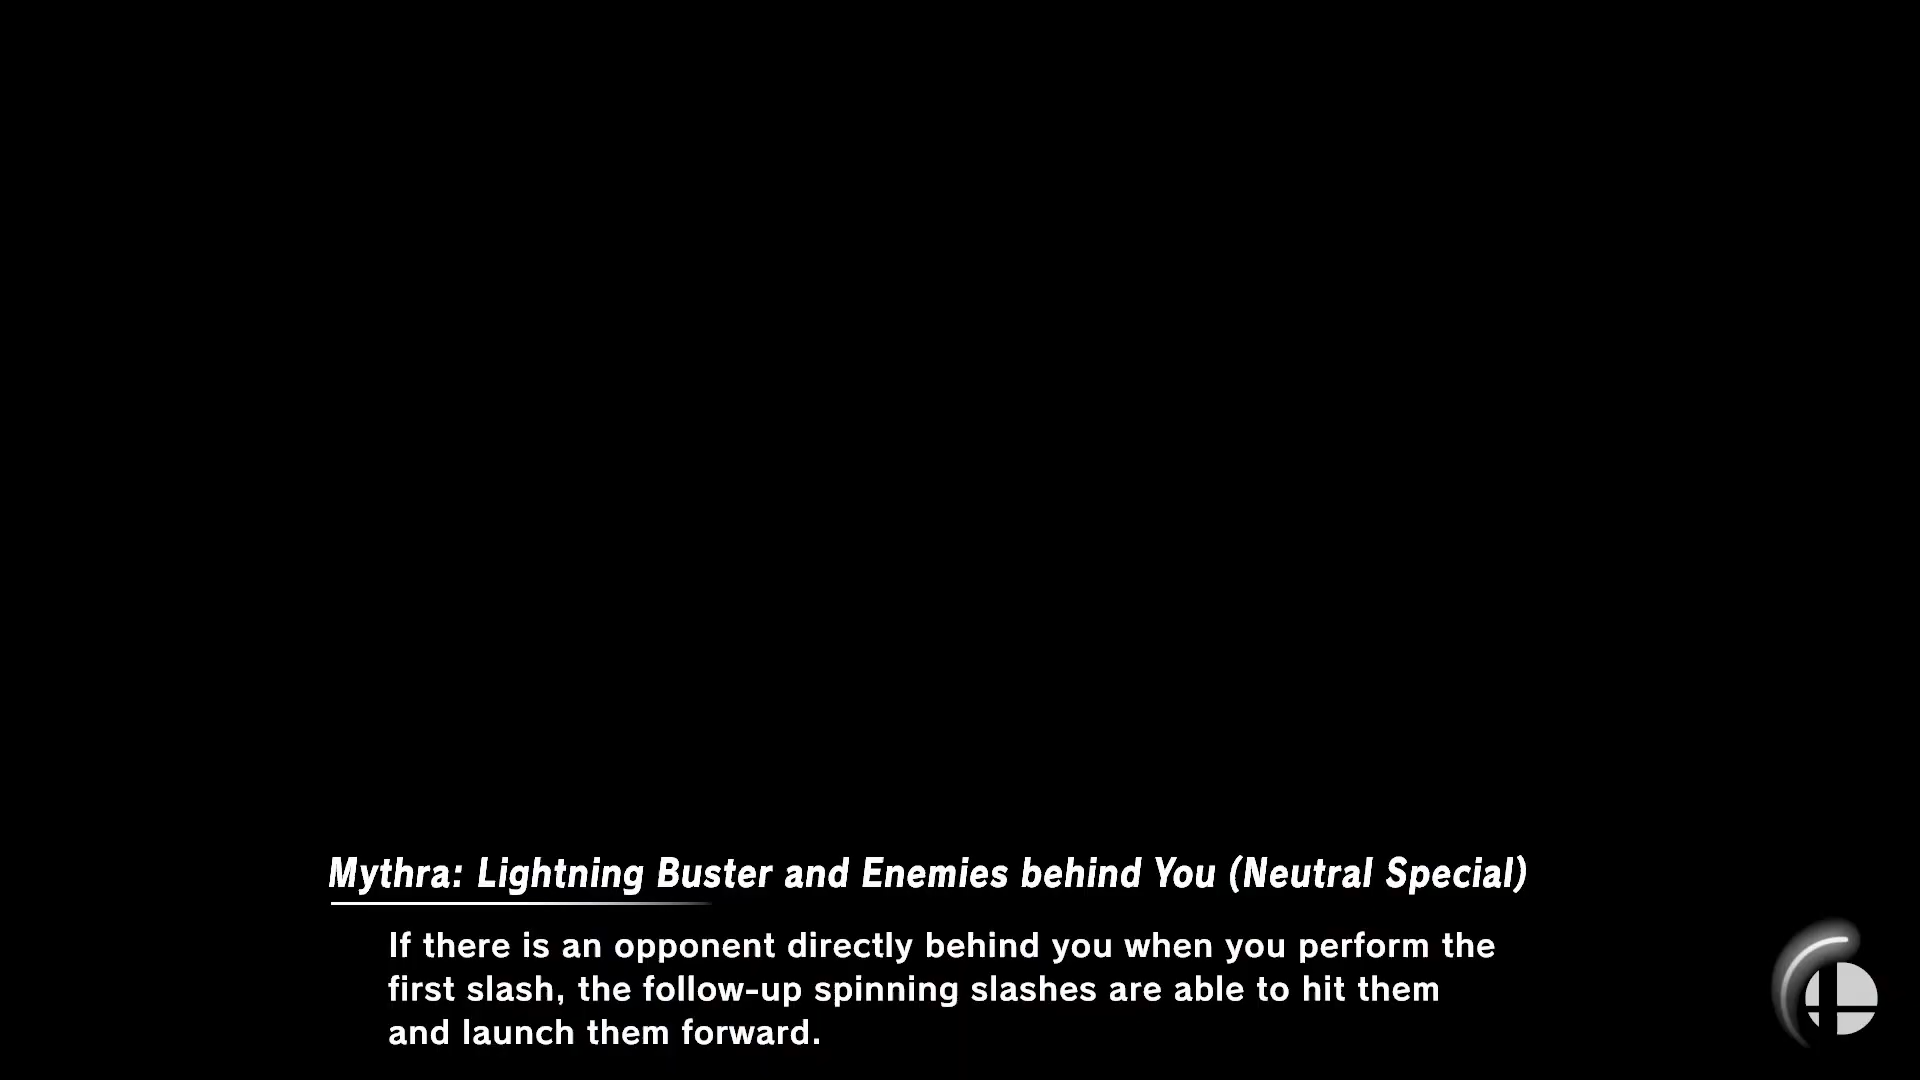 Mythra: Lightning Buster and Enemies behind You (Neutral Special)
If there is an opponent directly behind you when you perform the
first slash, the follow-up spinning slashes are able to hit them
and launch them forward.